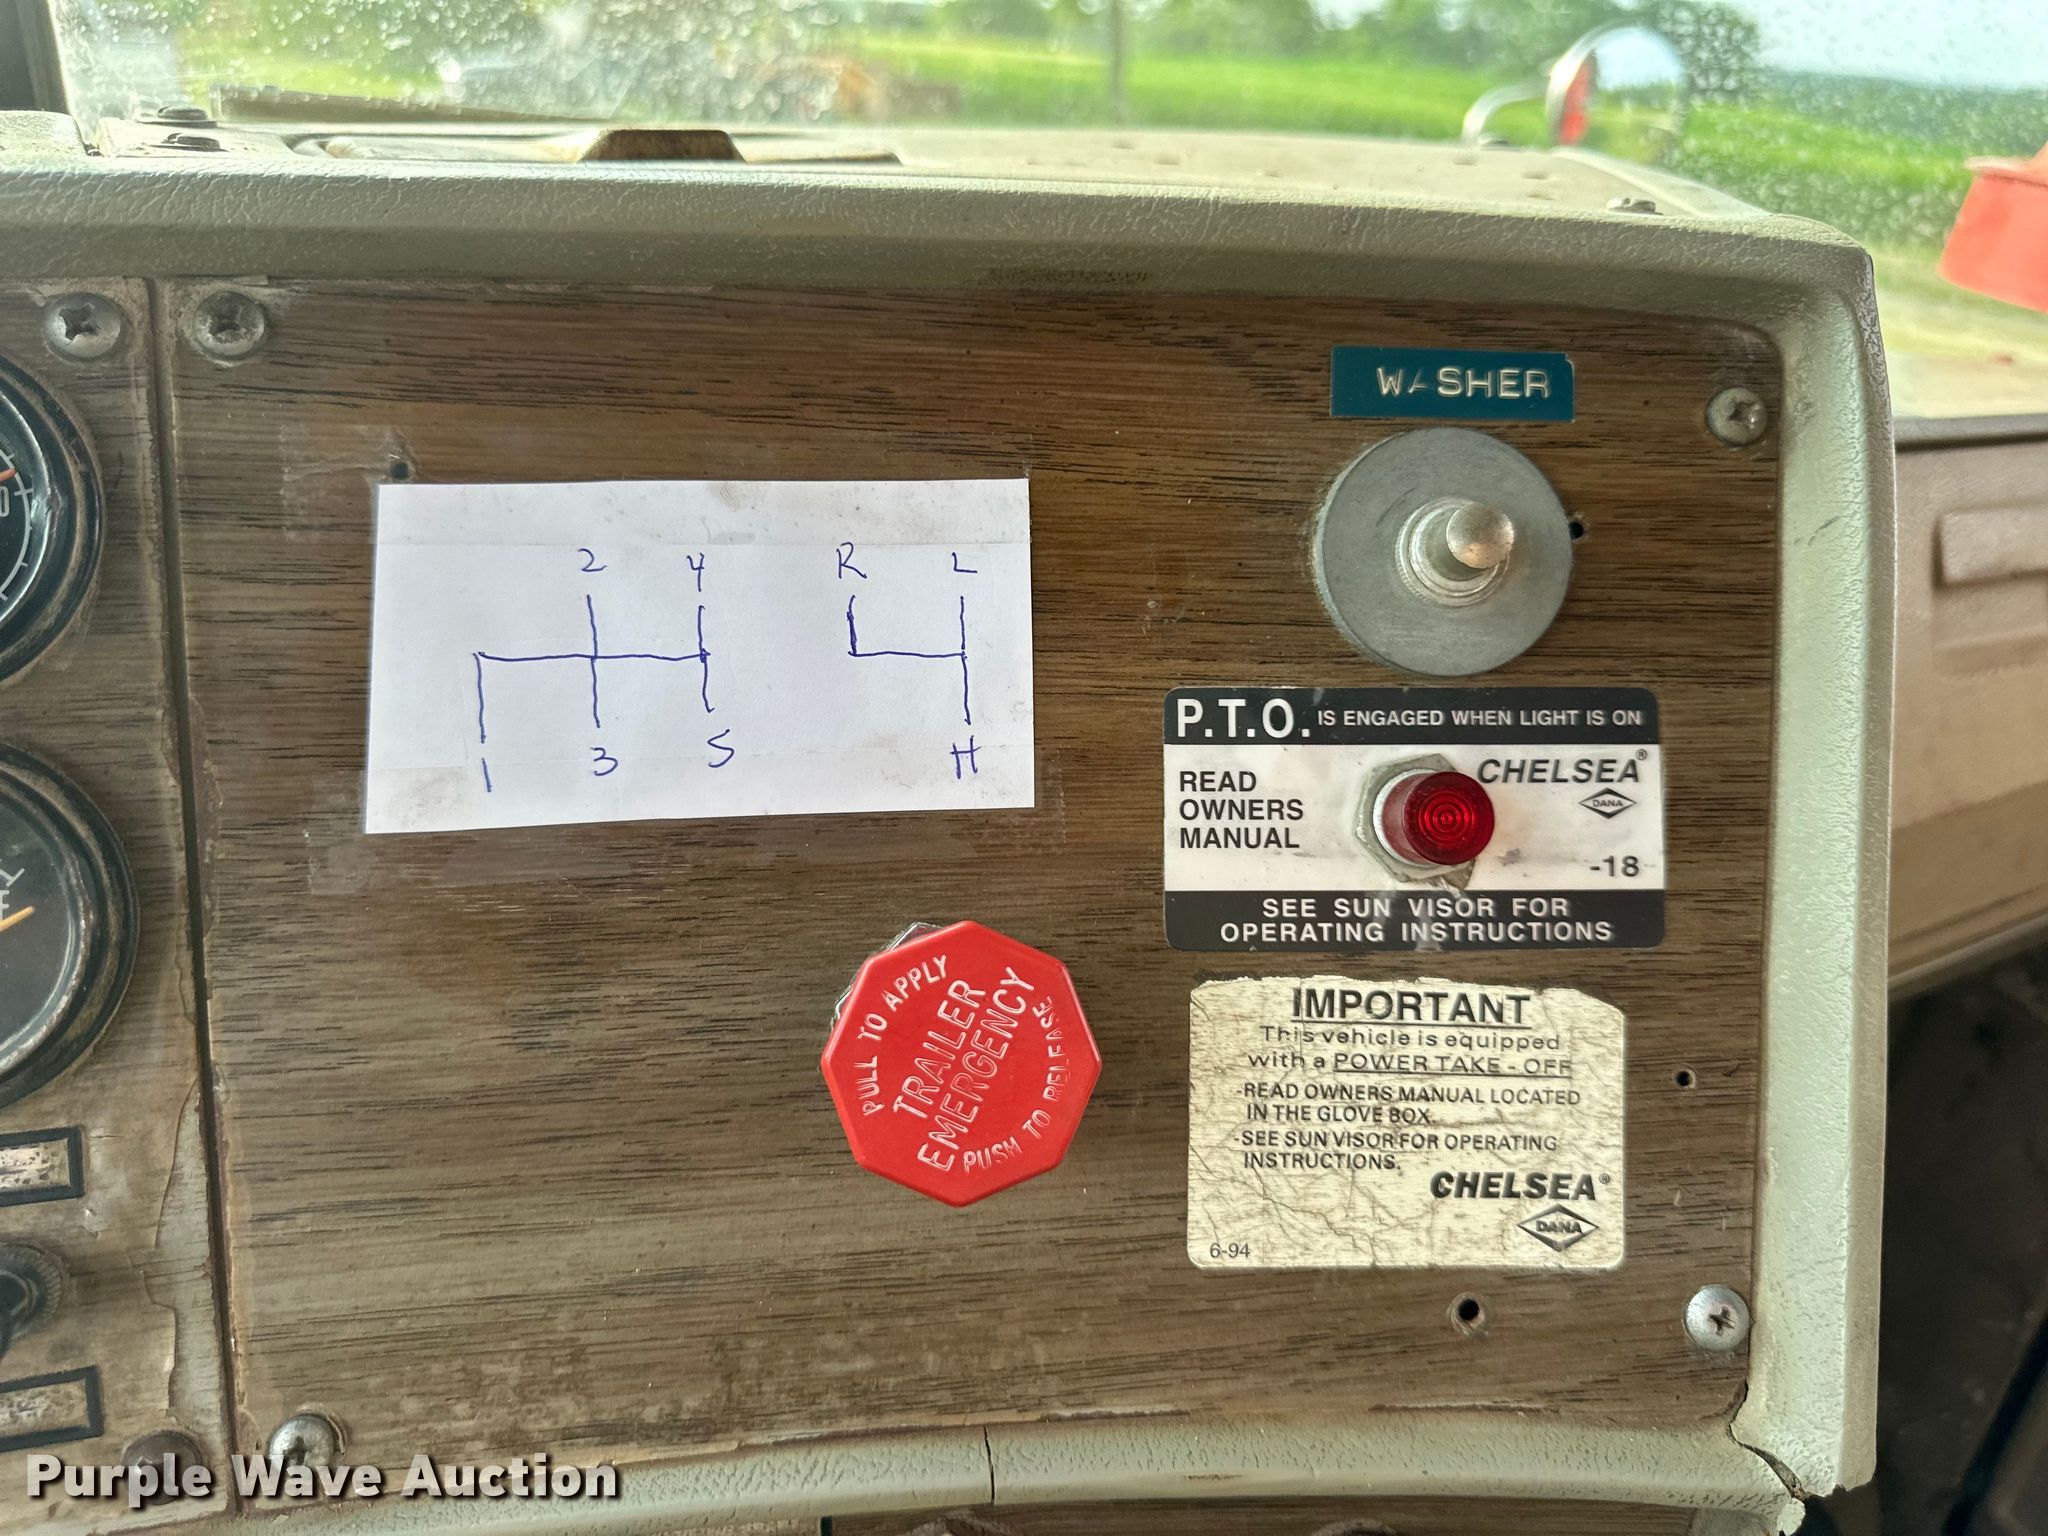 WASHER
2 4 R L
1 3 5 H
P.T.O. IS ENGAGED WHEN LIGHT IS ON
CHELSEA®
DANA
READ
OWNERS
MANUAL
-18
SEE SUN VISOR FOR
OPERATING INSTRUCTIONS
PULL TO APPLY
TRAILER
EMERGENCY
PUSH TO RELEASE
IMPORTANT
This vehicle is equipped
with a POWER TAKE-OFF
-READ OWNERS MANUAL LOCATED
IN THE GLOVE BOX.
-SEE SUN VISOR FOR OPERATING
INSTRUCTIONS.
CHELSEA®
DANA
6-94
Purple Wave Auction